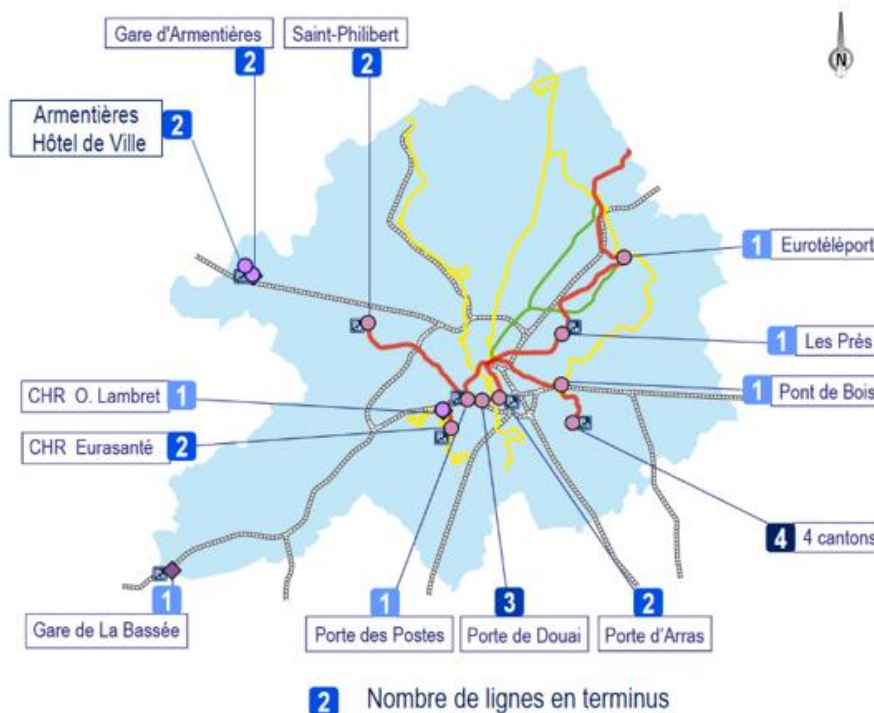 Gare d'Armentières
Saint-Philibert
2
2
N
Armentières
Hôtel de Ville
2
1 Eurotéléport
1 Les Près
CHR O. Lambret 1
1 Pont de Bois
CHR Eurasanté 2
4 4 cantons
1
1
3
2
Gare de La Bassée
Porte des Postes
Porte de Douai
Porte d'Arras
2 Nombre de lignes en terminus